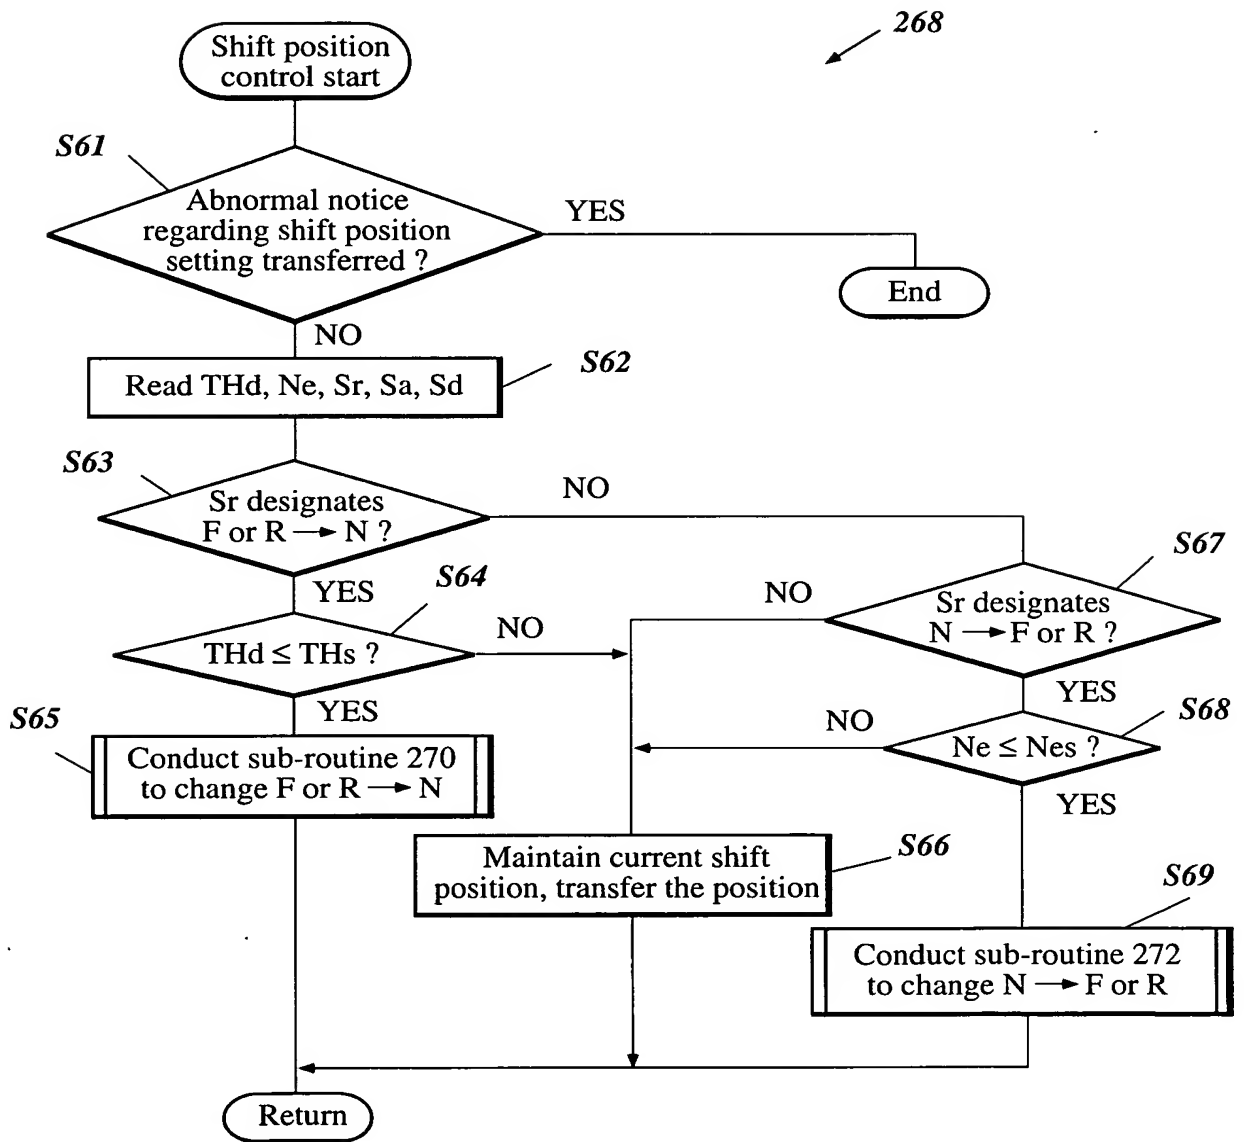 268
Shift position
control start
S61
Abnormal notice
regarding shift position
setting transferred ?
YES
End
NO
Read THd, Ne, Sr, Sa, Sd
S62
S63
Sr designates
F or R → N ?
NO
YES
S64
THd ≤ THs ?
NO
YES
S65
Conduct sub-routine 270
to change F or R → N
S67
Sr designates
N → F or R ?
NO
YES
S68
Ne ≤ Nes ?
NO
YES
S66
Maintain current shift
position, transfer the position
S69
Conduct sub-routine 272
to change N → F or R
Return